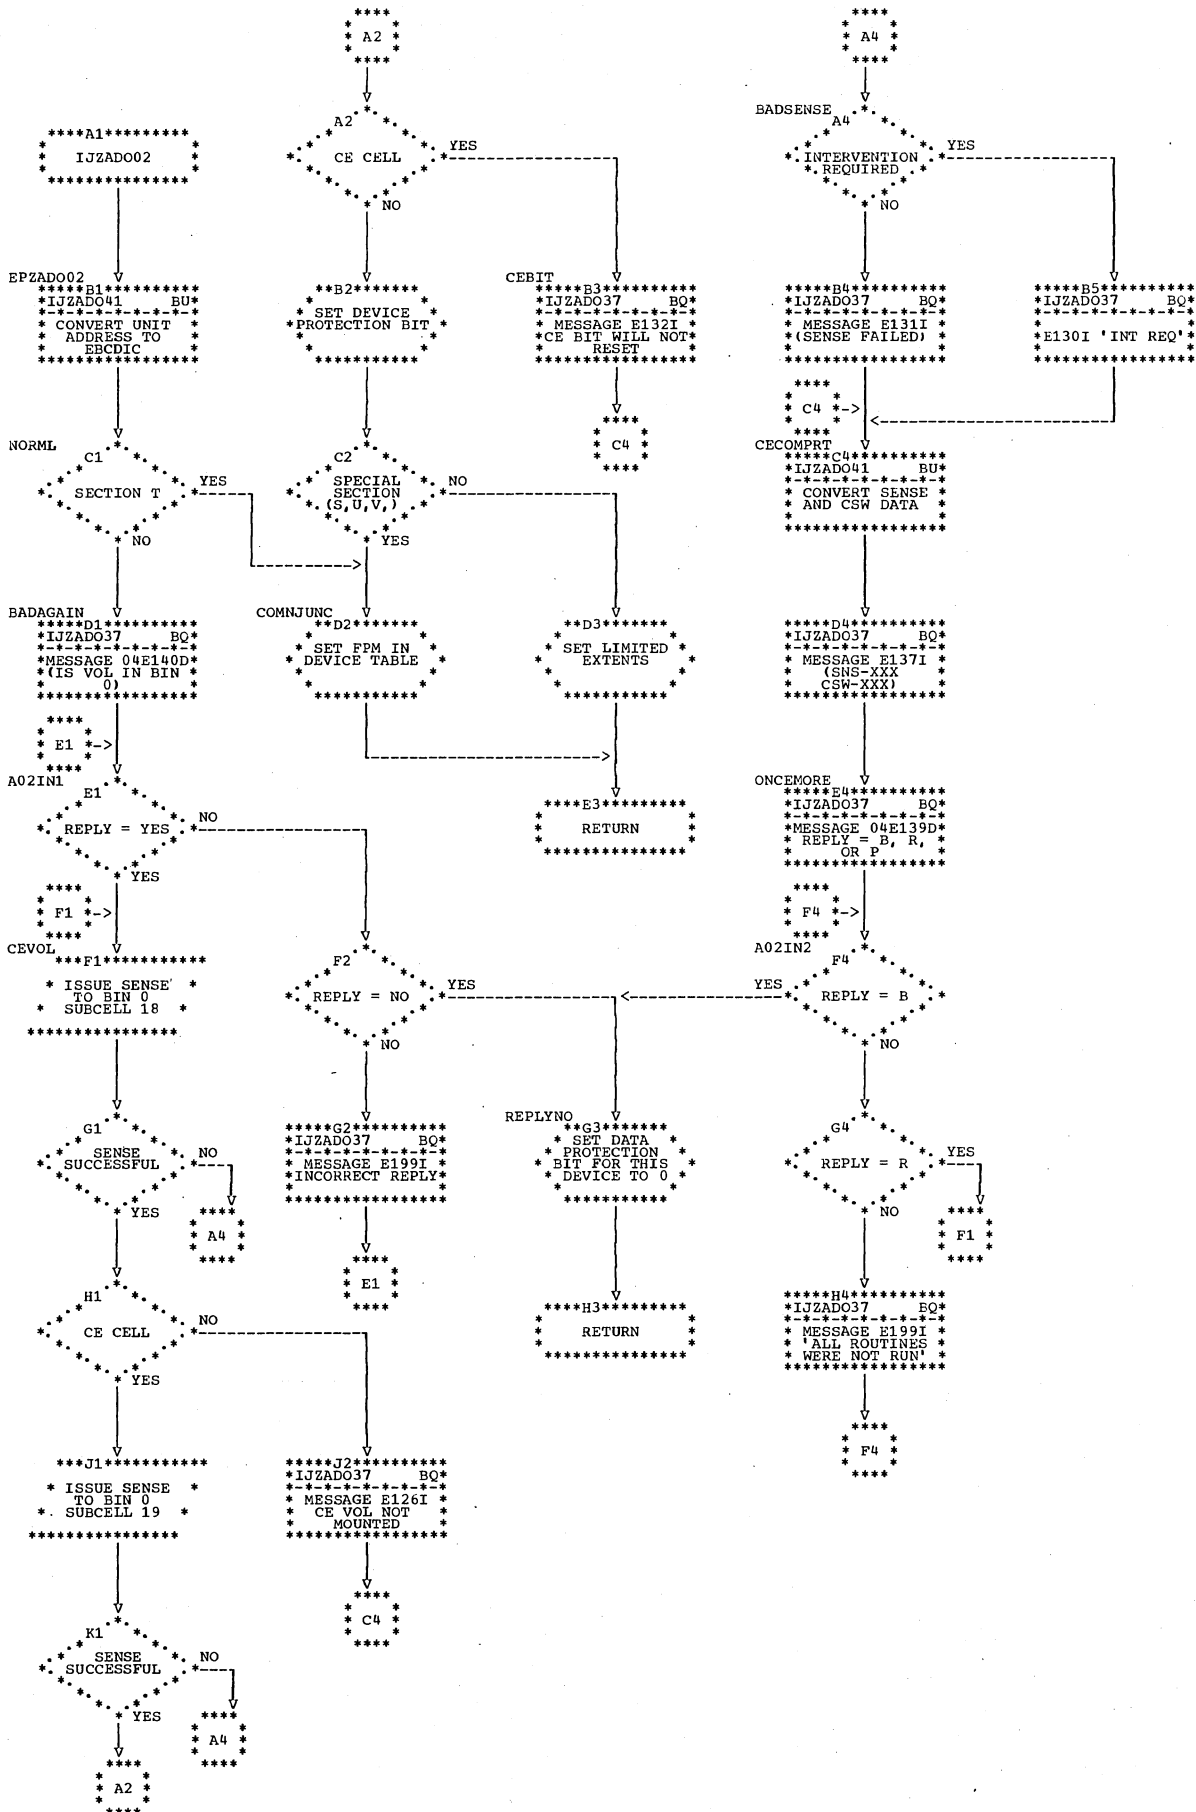 A2
A4
A1
IJZADO02
A2
CE CELL
YES
NO
BADSENSE
A4
INTERVENTION
REQUIRED
YES
NO
EPZADO02
B1
IJZADO41 BU
CONVERT UNIT
ADDRESS TO
EBCDIC
B2
SET DEVICE
PROTECTION BIT
CEBIT
B3
IJZADO37 BQ
MESSAGE E132I
CE BIT WILL NOT
RESET
B4
IJZADO37 BQ
MESSAGE E131I
(SENSE FAILED)
B5
IJZADO37 BQ
E130I 'INT REQ'
C4
C4
NORML
C1
SECTION T
YES
NO
C2
SPECIAL
SECTION
(S,U,V,)
NO
YES
CECOMPRT
C4
IJZADO41 BU
CONVERT SENSE
AND CSW DATA
BADAGAIN
D1
IJZADO37 BQ
MESSAGE 04E140D
(IS VOL IN BIN
0)
COMNJUNC
D2
SET FPM IN
DEVICE TABLE
D3
SET LIMITED
EXTENTS
D4
IJZADO37 BQ
MESSAGE E137I
(SNS-XXX
CSW-XXX)
E1
A02IN1
E1
REPLY = YES
NO
YES
E3
RETURN
ONCEMORE
E4
IJZADO37 BQ
MESSAGE 04E139D
REPLY = B, R,
OR P
F1
F4
CEVOL
F1
ISSUE SENSE
TO BIN 0
SUBCELL 18
F2
REPLY = NO
YES
NO
A02IN2
F4
YES
REPLY = B
NO
G1
SENSE
SUCCESSFUL
NO
YES
A4
G2
IJZADO37 BQ
MESSAGE E199I
INCORRECT REPLY
E1
REPLYNO
G3
SET DATA
PROTECTION
BIT FOR THIS
DEVICE TO 0
G4
REPLY = R
YES
NO
F1
H1
CE CELL
NO
YES
H3
RETURN
H4
IJZADO37 BQ
MESSAGE E199I
'ALL ROUTINES
WERE NOT RUN'
F4
J1
ISSUE SENSE
TO BIN 0
SUBCELL 19
J2
IJZADO37 BQ
MESSAGE E126I
CE VOL NOT
MOUNTED
C4
K1
SENSE
SUCCESSFUL
NO
YES
A4
A2